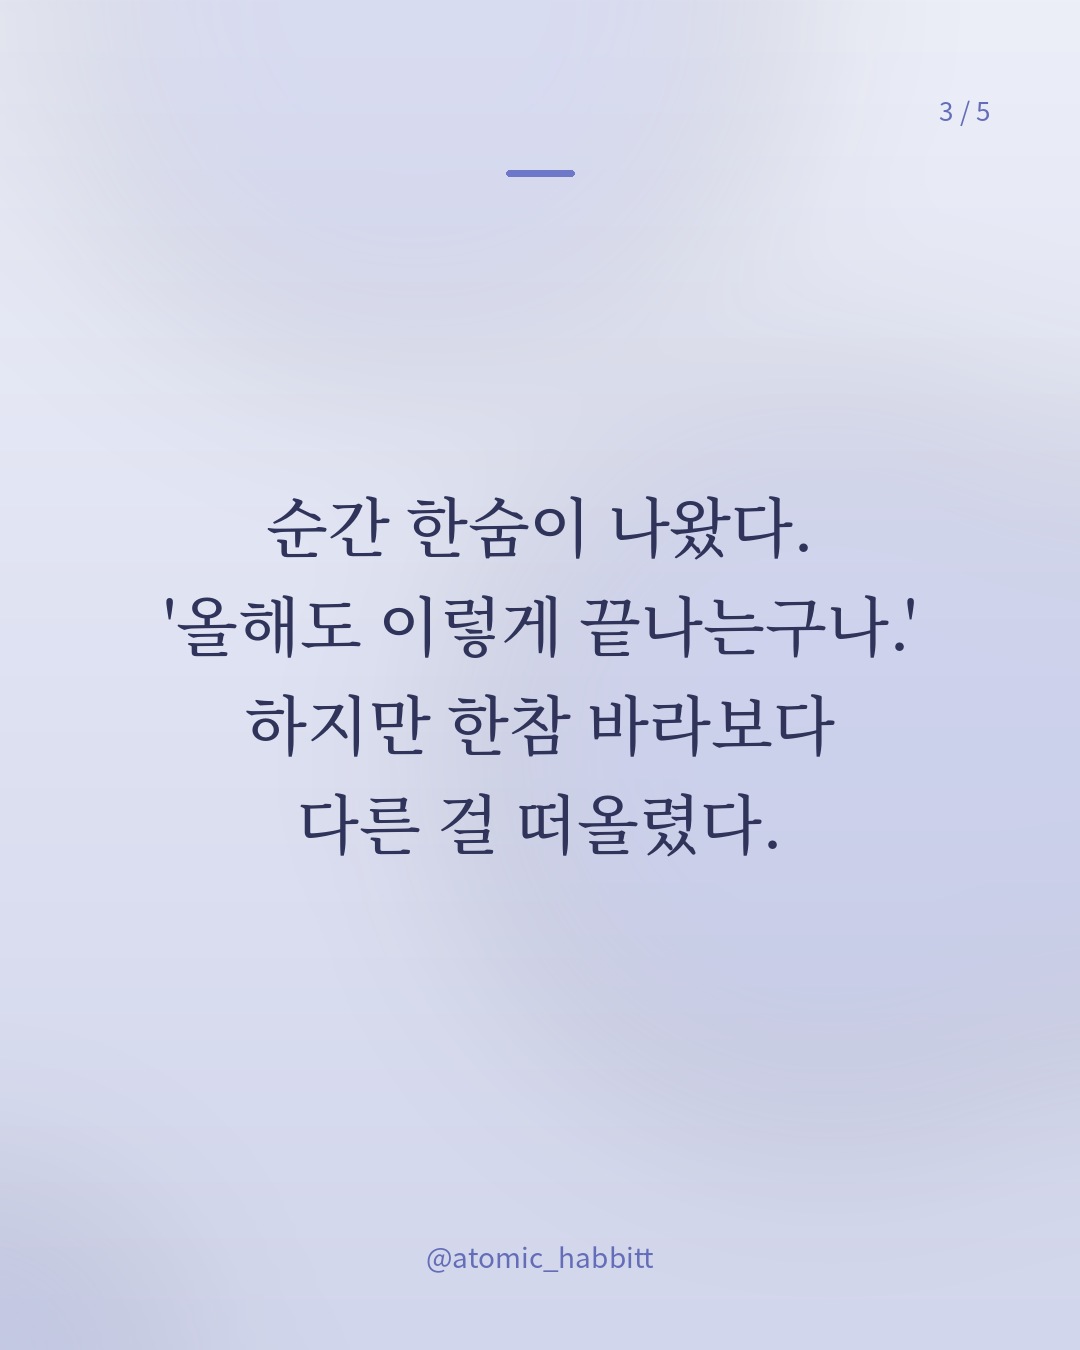 3 / 5
순간 한숨이 나왔다.
'올해도 이렇게 끝나는구나.'
하지만 한참 바라보다
다른 걸 떠올렸다.
@atomic_habbitt